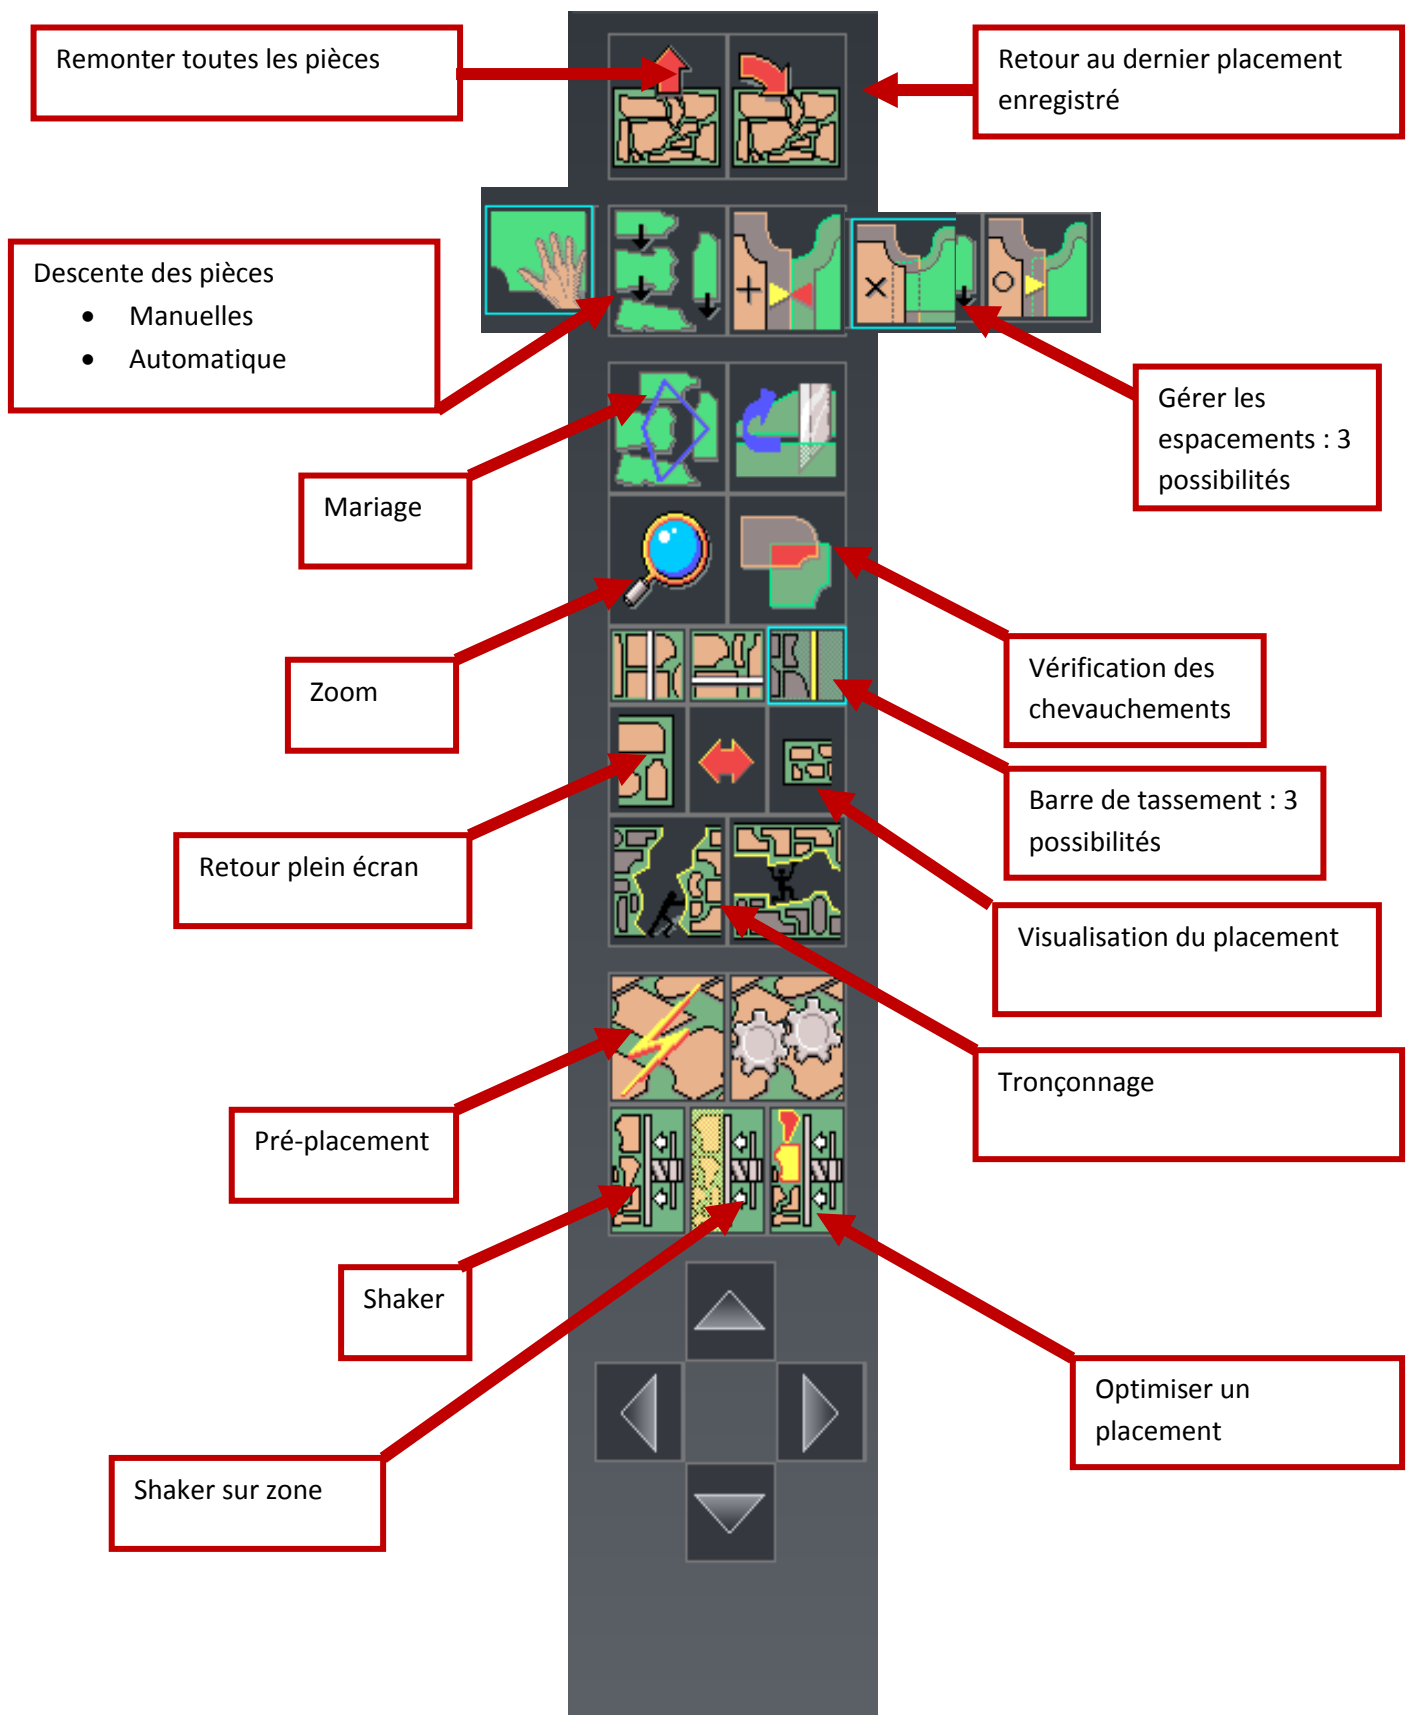 Remonter toutes les pièces
Retour au dernier placement
enregistré
Descente des pièces
• Manuelles
• Automatique
Gérer les
espacements : 3
possibilités
Mariage
Zoom
Vérification des
chevauchements
Barre de tassement : 3
possibilités
Retour plein écran
Visualisation du placement
Tronçonnage
Pré-placement
Shaker
Optimiser un
placement
Shaker sur zone